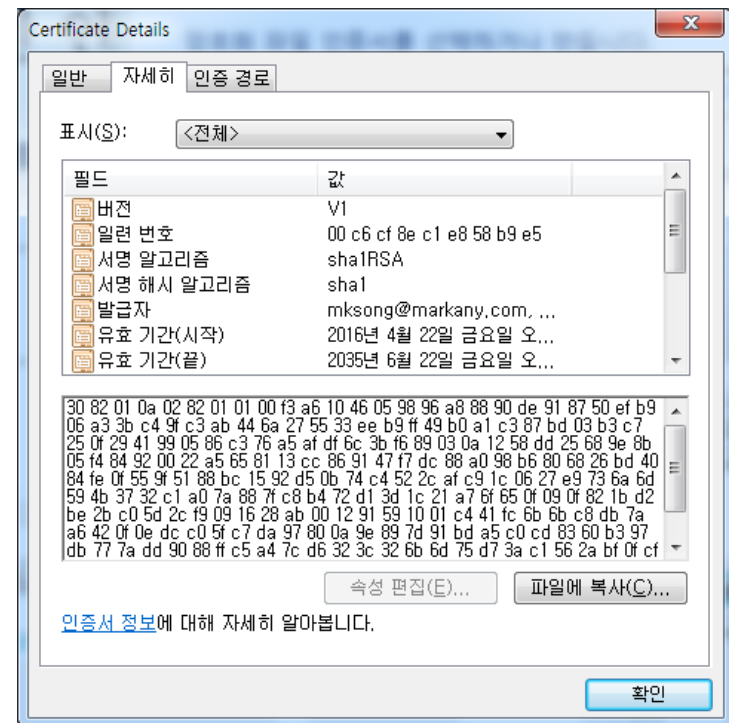 Certificate Details
일반 자세히 인증 경로
표시(S): <전체>
필드 값
버전 V1
일련 번호 00 c6 cf 8e c1 e8 58 b9 e5
서명 알고리즘 sha1RSA
서명 해시 알고리즘 sha1
발급자 mksong@markany,com, ...
유효 기간(시작) 2016년 4월 22일 금요일 오...
유효 기간(끝) 2035년 6월 22일 금요일 오...
30 82 01 0a 02 82 01 01 00 f3 a6 10 46 05 98 96 a8 88 90 de 91 87 50 ef b9
06 a3 3b c4 9f c3 ab 44 6a 27 55 33 ee b9 ff 49 b0 a1 c3 87 bd 03 b3 c7
25 0f 29 41 99 05 86 c3 76 a5 af df 6c 3b f6 89 03 0a 12 58 dd 25 68 9e 8b
05 f4 84 92 00 22 a5 65 81 13 cc 86 91 47 f7 dc 88 a0 98 b6 80 68 26 bd 40
84 fe 0f 55 9f 51 88 bc 15 92 d5 0b 74 c4 52 2c af c9 1c 06 27 e9 73 6a 6d
59 4b 37 32 c1 a0 7a 88 7f c8 b4 72 d1 3d 1c 21 a7 6f 65 0f 09 0f 82 1b d2
be 2b c0 5d 2c f9 09 16 28 ab 00 12 91 59 10 01 c4 41 fc 6b 6b c8 db 7a
a6 42 0f 0e dc c0 5f c7 da 97 80 0a 9e 89 7d 91 bd a5 c0 cd 83 60 b3 97
db 77 7a dd 90 88 ff c5 a4 7c d6 32 3c 32 6b 6d 75 d7 3a c1 56 2a bf 0f cf
속성 편집(E)... 파일에 복사(C)...
인증서 정보에 대해 자세히 알아봅니다.
확인